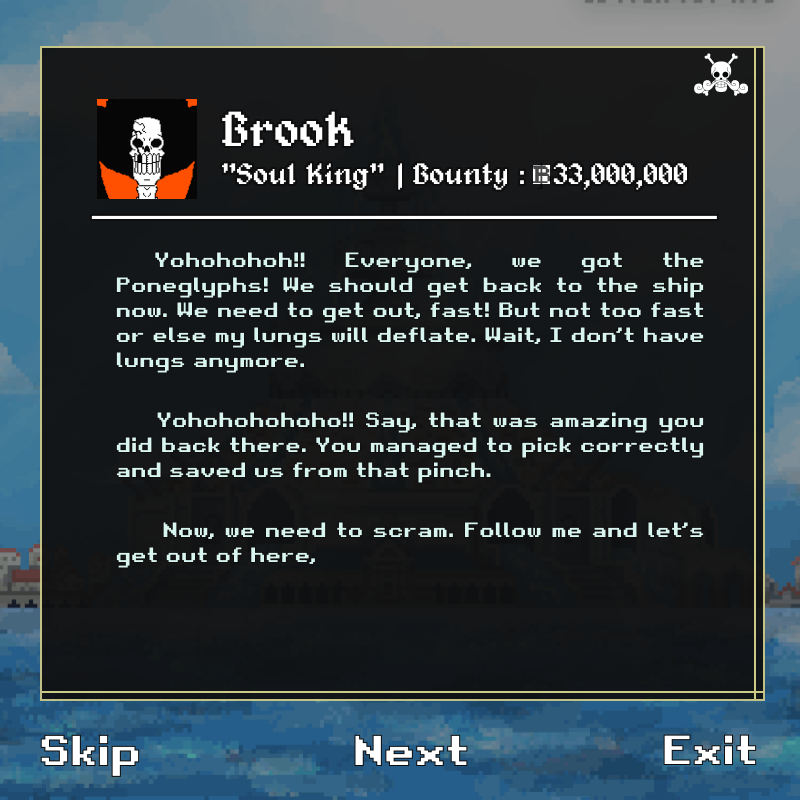 Brook
"Soul King" | Bounty : ฿33,000,000
Yohohohoh!! Everyone, we got the
Poneglyphs! We should get back to the ship
now. We need to get out, fast! But not too fast
or else my lungs will deflate. Wait, I don't have
lungs anymore.
Yohohohohoho!! Say, that was amazing you
did back there. You managed to pick correctly
and saved us from that pinch.
Now, we need to scram. Follow me and let's
get out of here,
Skip Next Exit